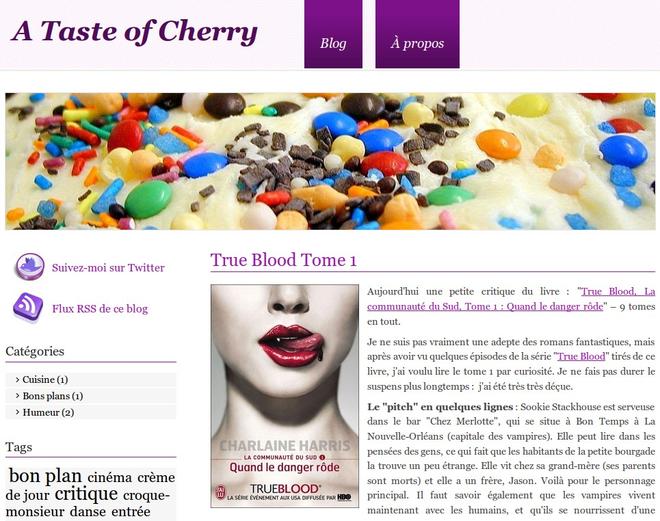 A Taste of Cherry
Blog
À propos
Suivez-moi sur Twitter
Flux RSS de ce blog
Catégories
› Cuisine (1)
› Bons plans (1)
› Humeur (2)
Tags
bon plan cinéma crème
de jour critique croque-
monsieur danse entrée
True Blood Tome 1
CHARLAINE HARRIS
LA COMMUNAUTÉ DU SUD 1
Quand le danger rôde
J'AI LU
TRUEBLOOD
LA SÉRIE ÉVÉNEMENT AUX USA DIFFUSÉE PAR HBO
Aujourd'hui une petite critique du livre : "True Blood, La
communauté du Sud, Tome 1 : Quand le danger rôde" – 9 tomes
en tout.
Je ne suis pas vraiment une adepte des romans fantastiques, mais
après avoir vu quelques épisodes de la série "True Blood" tirés de ce
livre, j'ai voulu lire le tome 1 par curiosité. Je ne fais pas durer le
suspens plus longtemps : j'ai été très très déçue.
Le "pitch" en quelques lignes : Sookie Stackhouse est serveuse
dans le bar "Chez Merlotte", qui se situe à Bon Temps à La
Nouvelle-Orléans (capitale des vampires). Elle peut lire dans les
pensées des gens, ce qui fait que les habitants de la petite bourgade
la trouve un peu étrange. Elle vit chez sa grand-mère (ses parents
sont morts) et elle a un frère, Jason. Voilà pour le personnage
principal. Il faut savoir également que les vampires vivent
maintenant avec les humains, et qu'ils se nourrissent d'une